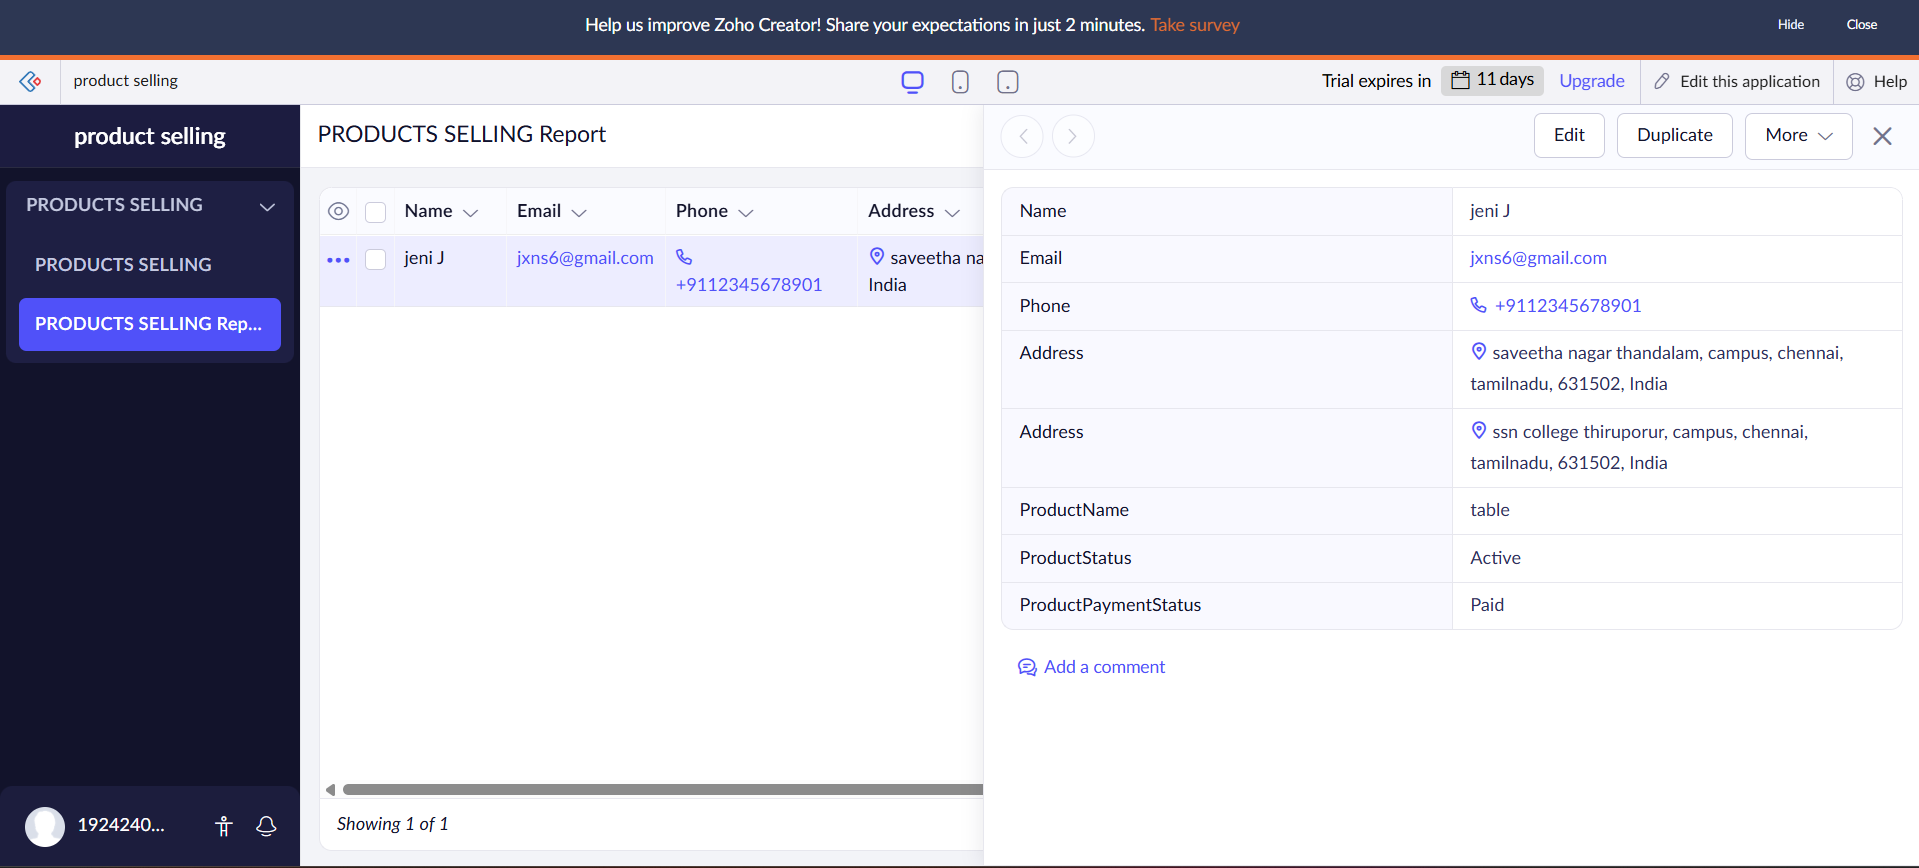 Help us improve Zoho Creator! Share your expectations in just 2 minutes. Take survey
Hide
Close
product selling
Trial expires in
11 days
Upgrade
Edit this application
Help
product selling
PRODUCTS SELLING
PRODUCTS SELLING
PRODUCTS SELLING Rep...
1924240...
PRODUCTS SELLING Report
Name
Email
Phone
Address
jeni J
jxns6@gmail.com
+9112345678901
saveetha na
India
Showing 1 of 1
Edit
Duplicate
More
Name
jeni J
Email
jxns6@gmail.com
Phone
+9112345678901
Address
saveetha nagar thandalam, campus, chennai,
tamilnadu, 631502, India
Address
ssn college thiruporur, campus, chennai,
tamilnadu, 631502, India
ProductName
table
ProductStatus
Active
ProductPaymentStatus
Paid
Add a comment